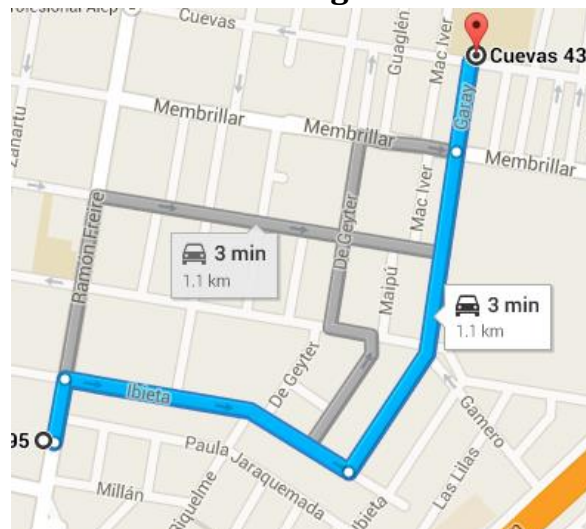 Cuevas
Cuevas 43
Guaglén
Mac Iver
Garay
Membrillar
Membrillar
Membrillar
Zañartu
Ramón Freire
De Geyter
Mac Iver
3 min
1.1 km
Maipú
3 min
1.1 km
Ibieta
De Geyter
Gamero
95
Paula Jaraquemada
Ibieta
Las Lilas
Millán
Riquelme